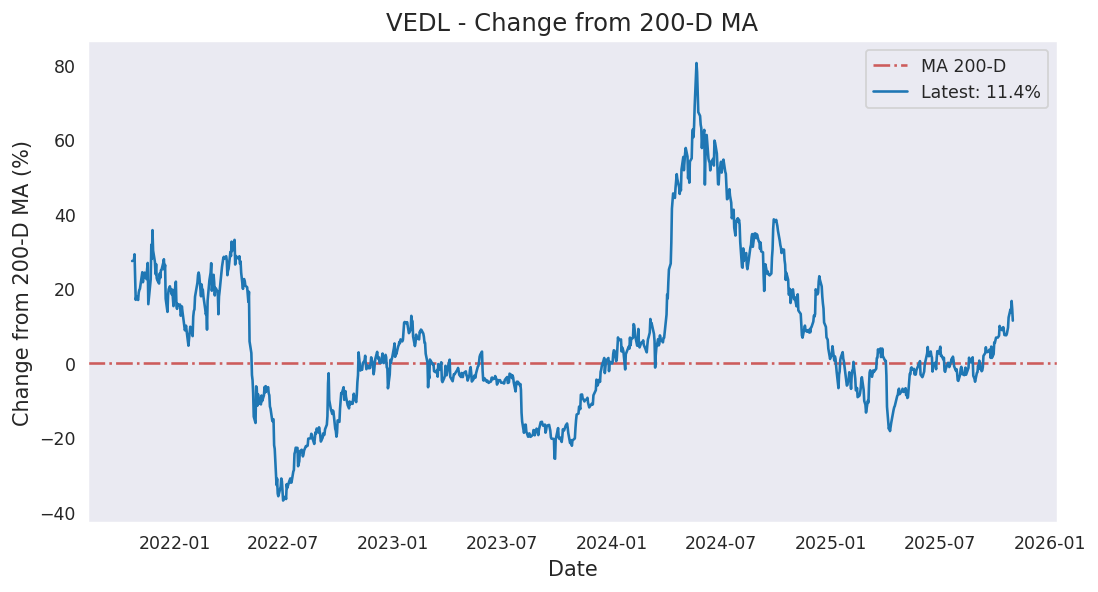 VEDL - Change from 200-D MA
MA 200-D
Latest: 11.4%
Change from 200-D MA (%)
80
60
40
20
0
−20
−40
2022-01 2022-07 2023-01 2023-07 2024-01 2024-07 2025-01 2025-07 2026-01
Date